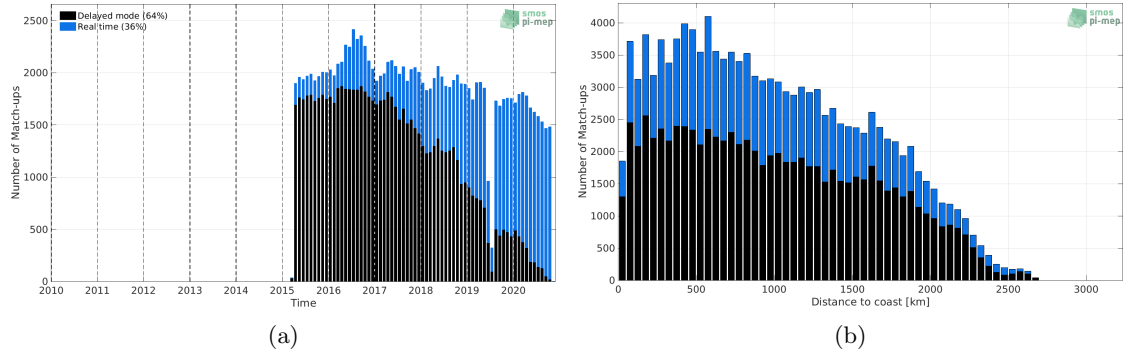 Delayed mode (64%)
Real time (36%)
smos
pi-mep
Number of Match-ups
2500
2000
1500
1000
500
0
2010 2011 2012 2013 2014 2015 2016 2017 2018 2019 2020
Time
(a)
smos
pi-mep
Number of Match-ups
4000
3500
3000
2500
2000
1500
1000
500
0
0 500 1000 1500 2000 2500 3000
Distance to coast [km]
(b)